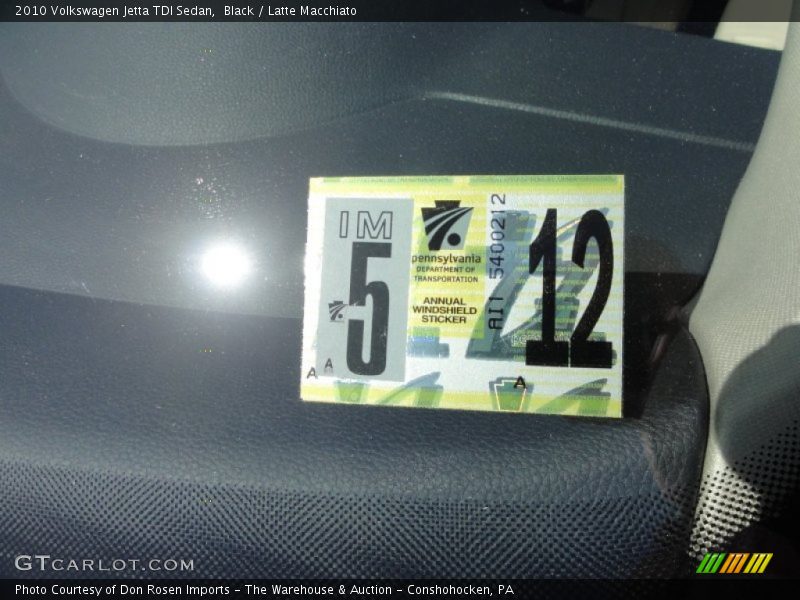 2010 Volkswagen Jetta TDI Sedan,  Black / Latte Macchiato
IM
5
A
A
pennsylvania
DEPARTMENT OF
TRANSPORTATION
ANNUAL
WINDSHIELD
STICKER
AI1 5400212
12
A
GTCARLOT.COM
Photo Courtesy of Don Rosen Imports – The Warehouse & Auction – Conshohocken, PA